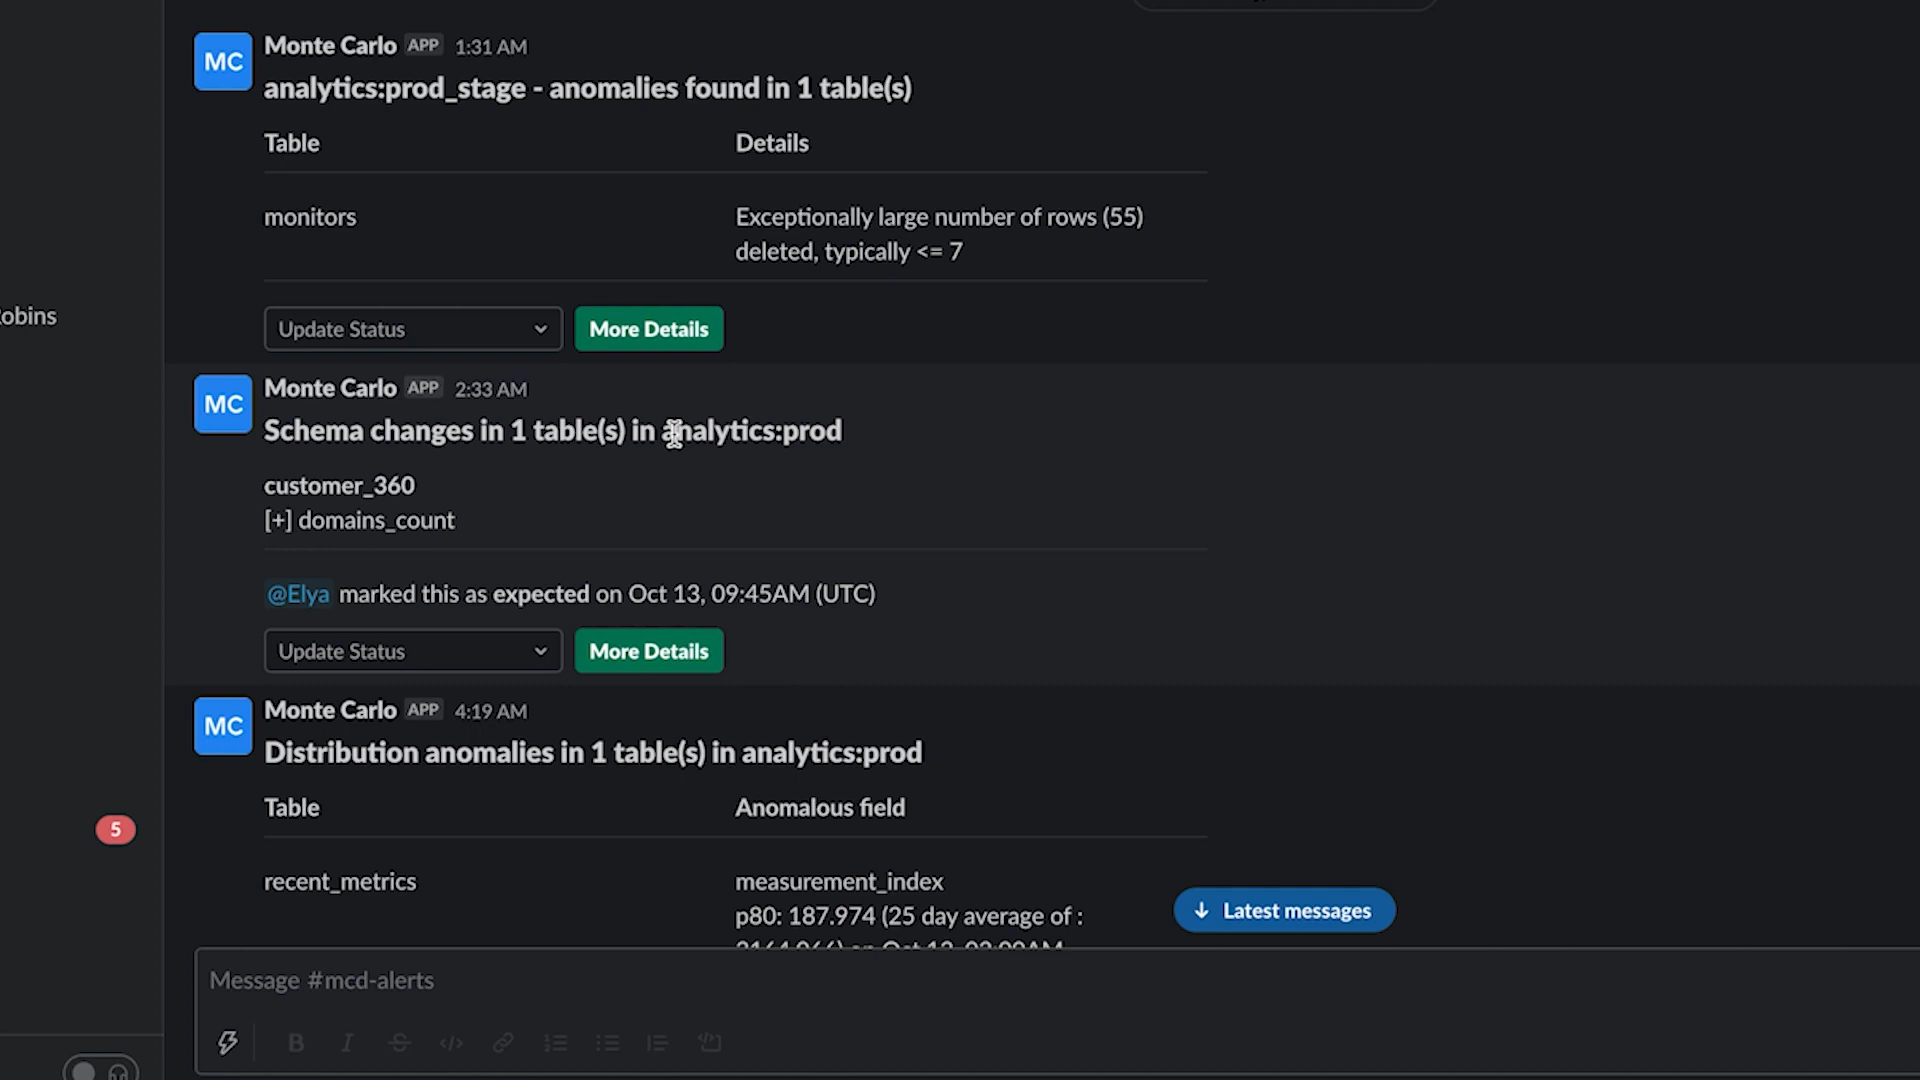 MC
Monte Carlo APP 1:31 AM
analytics:prod_stage - anomalies found in 1 table(s)
Table Details
monitors Exceptionally large number of rows (55)
deleted, typically <= 7
obins
Update Status More Details
MC
Monte Carlo APP 2:33 AM
Schema changes in 1 table(s) in analytics:prod
customer_360
[+] domains_count
@Elya marked this as expected on Oct 13, 09:45AM (UTC)
Update Status More Details
MC
Monte Carlo APP 4:19 AM
Distribution anomalies in 1 table(s) in analytics:prod
Table Anomalous field
5
recent_metrics measurement_index
p80: 187.974 (25 day average of :
Latest messages
Message #mcd-alerts
B I S </>